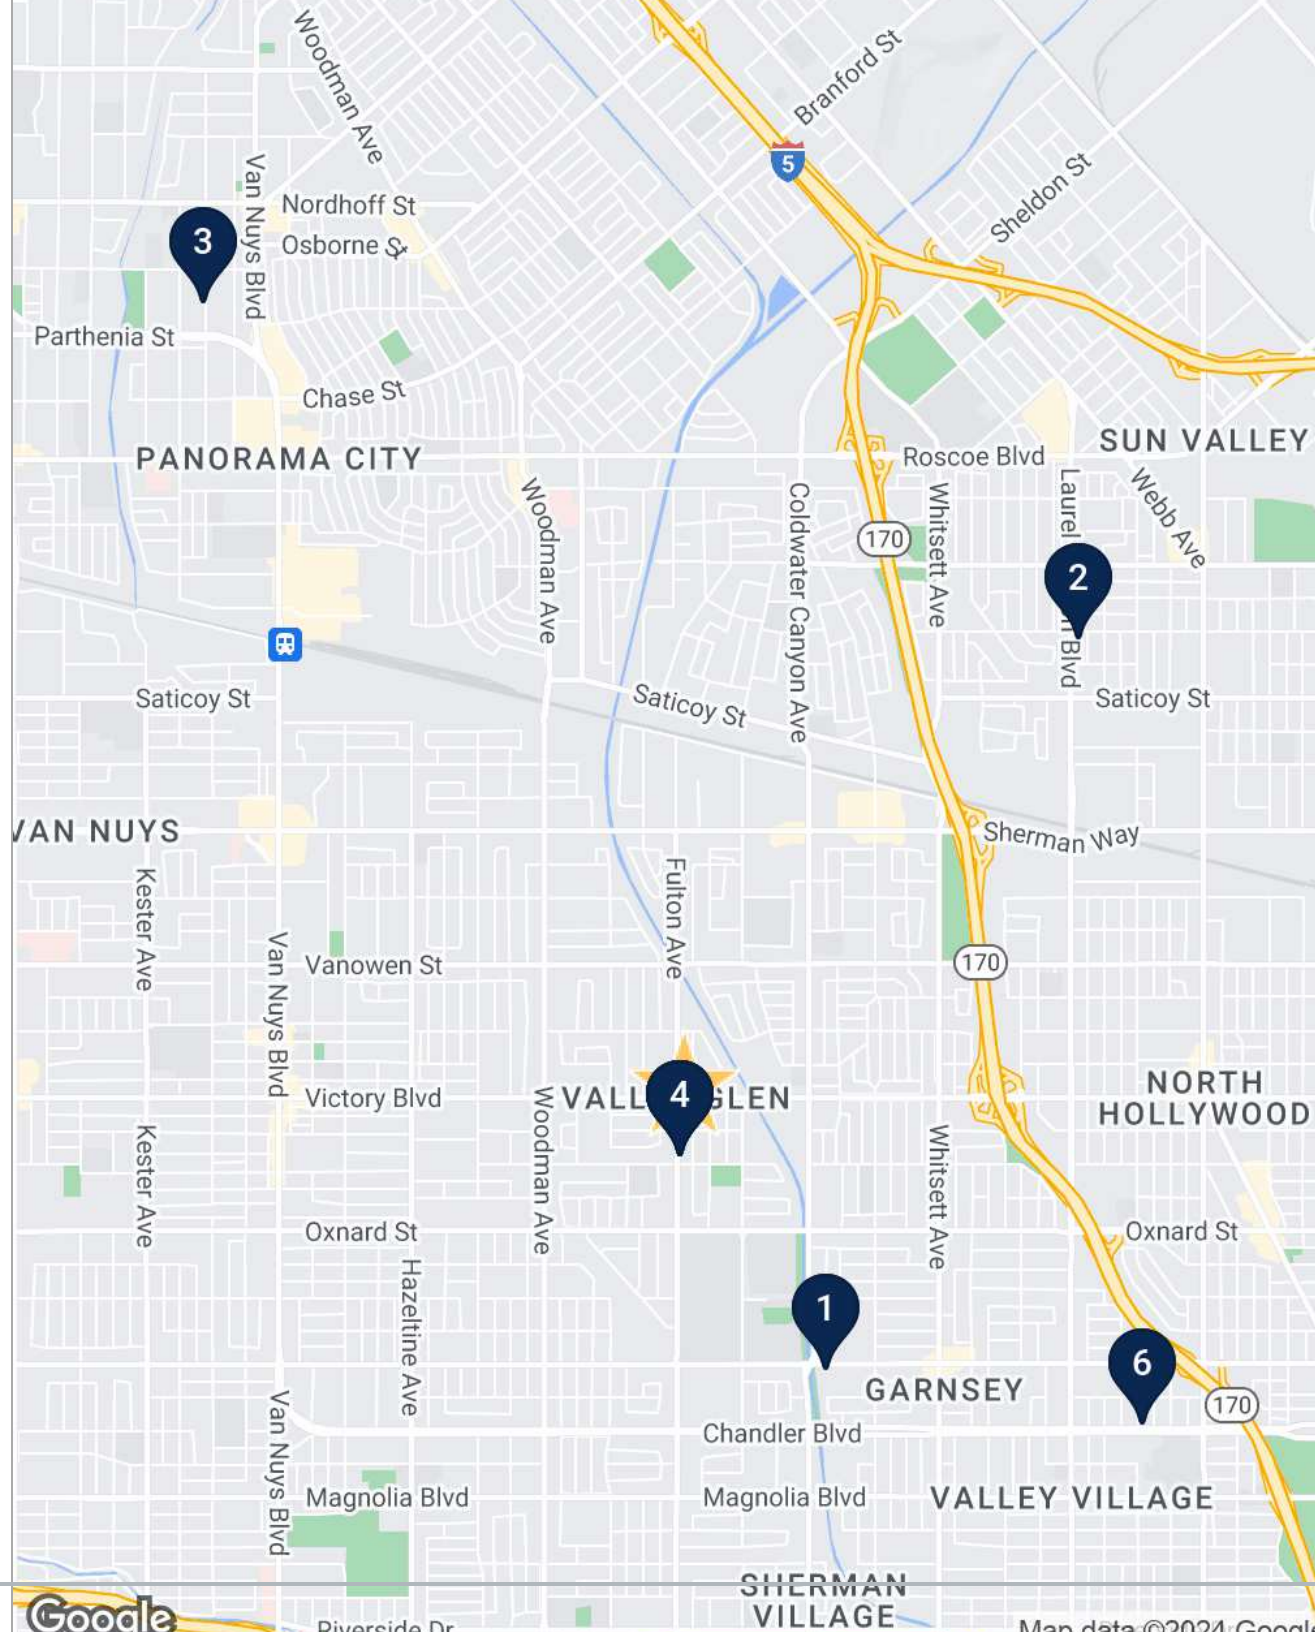 Woodman Ave
Branford St
5
Sheldon St
Van Nuys Blvd
Nordhoff St
3
Osborne St
Parthenia St
Chase St
PANORAMA CITY
SUN VALLEY
Roscoe Blvd
Woodman Ave
Coldwater Canyon Ave
Whitsett Ave
Laurel
Blvd
Webb Ave
170
2
Saticoy St
Saticoy St
Saticoy St
VAN NUYS
Sherman Way
Kester Ave
Fulton Ave
Van Nuys Blvd
Vanowen St
170
Victory Blvd
4
NORTH
HOLLYWOOD
Kester Ave
Woodman Ave
Whitsett Ave
Oxnard St
Oxnard St
Hazeltine Ave
1
6
GARNSEY
170
Van Nuys Blvd
Chandler Blvd
Magnolia Blvd
Magnolia Blvd
VALLEY VILLAGE
SHERMAN
VILLAGE
Google
Riverside Dr
Map data ©2024 Googl